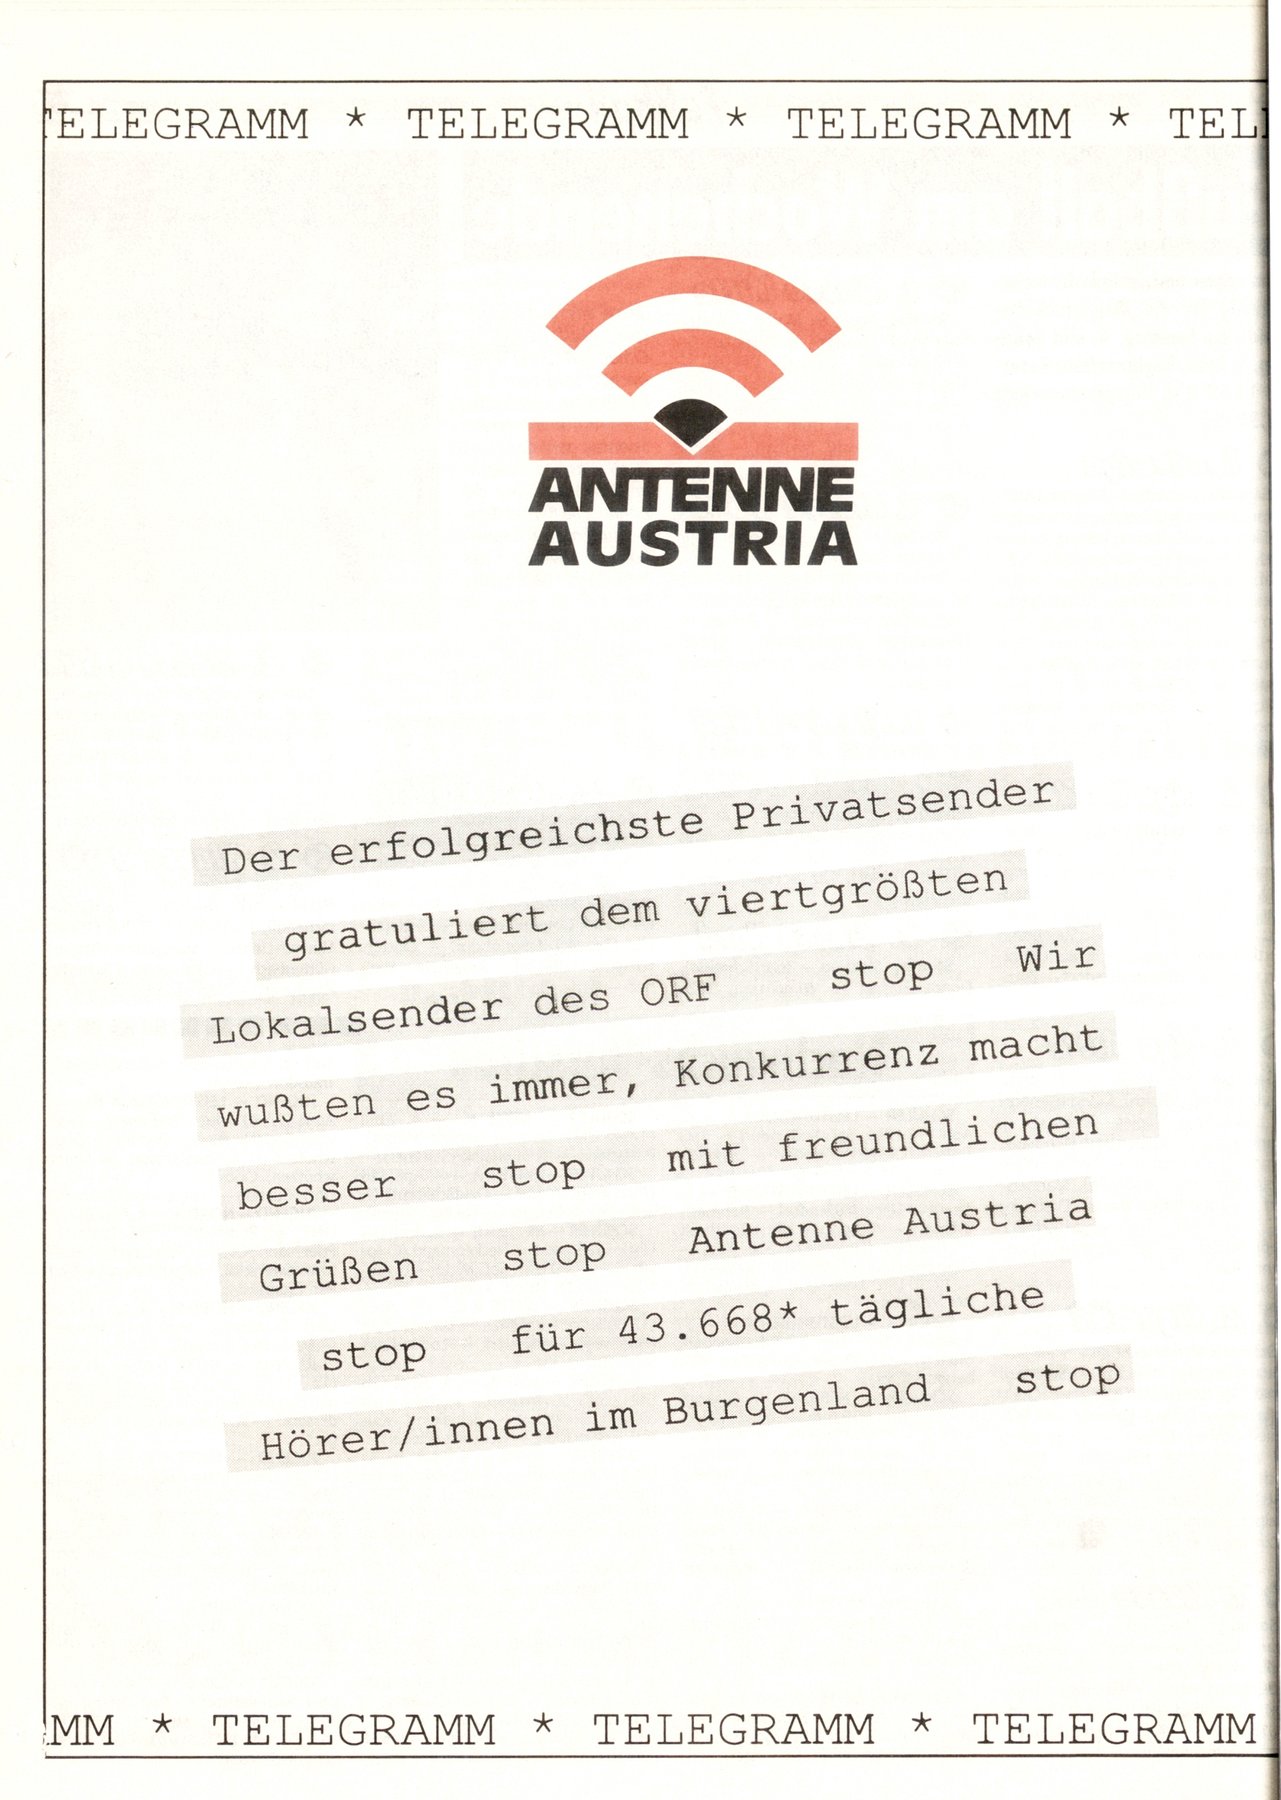 TELEGRAMM * TELEGRAMM * TELEGRAMM * TEL
ANTENNE
AUSTRIA
Der erfolgreichste Privatsender
gratuliert dem viertgrößten
Lokalsender des ORF stop Wir
wußten es immer, Konkurrenz macht
besser stop mit freundlichen
Grüßen stop Antenne Austria
stop für 43.668* tägliche
Hörer/innen im Burgenland stop
MM * TELEGRAMM * TELEGRAMM * TELEGRAMM